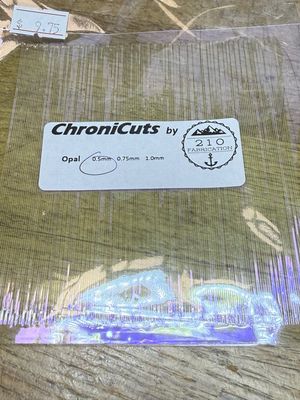 $ 9.75
ChroniCuts by
210
FABRICATION
Opal 0.5mm 0.75mm 1.0mm